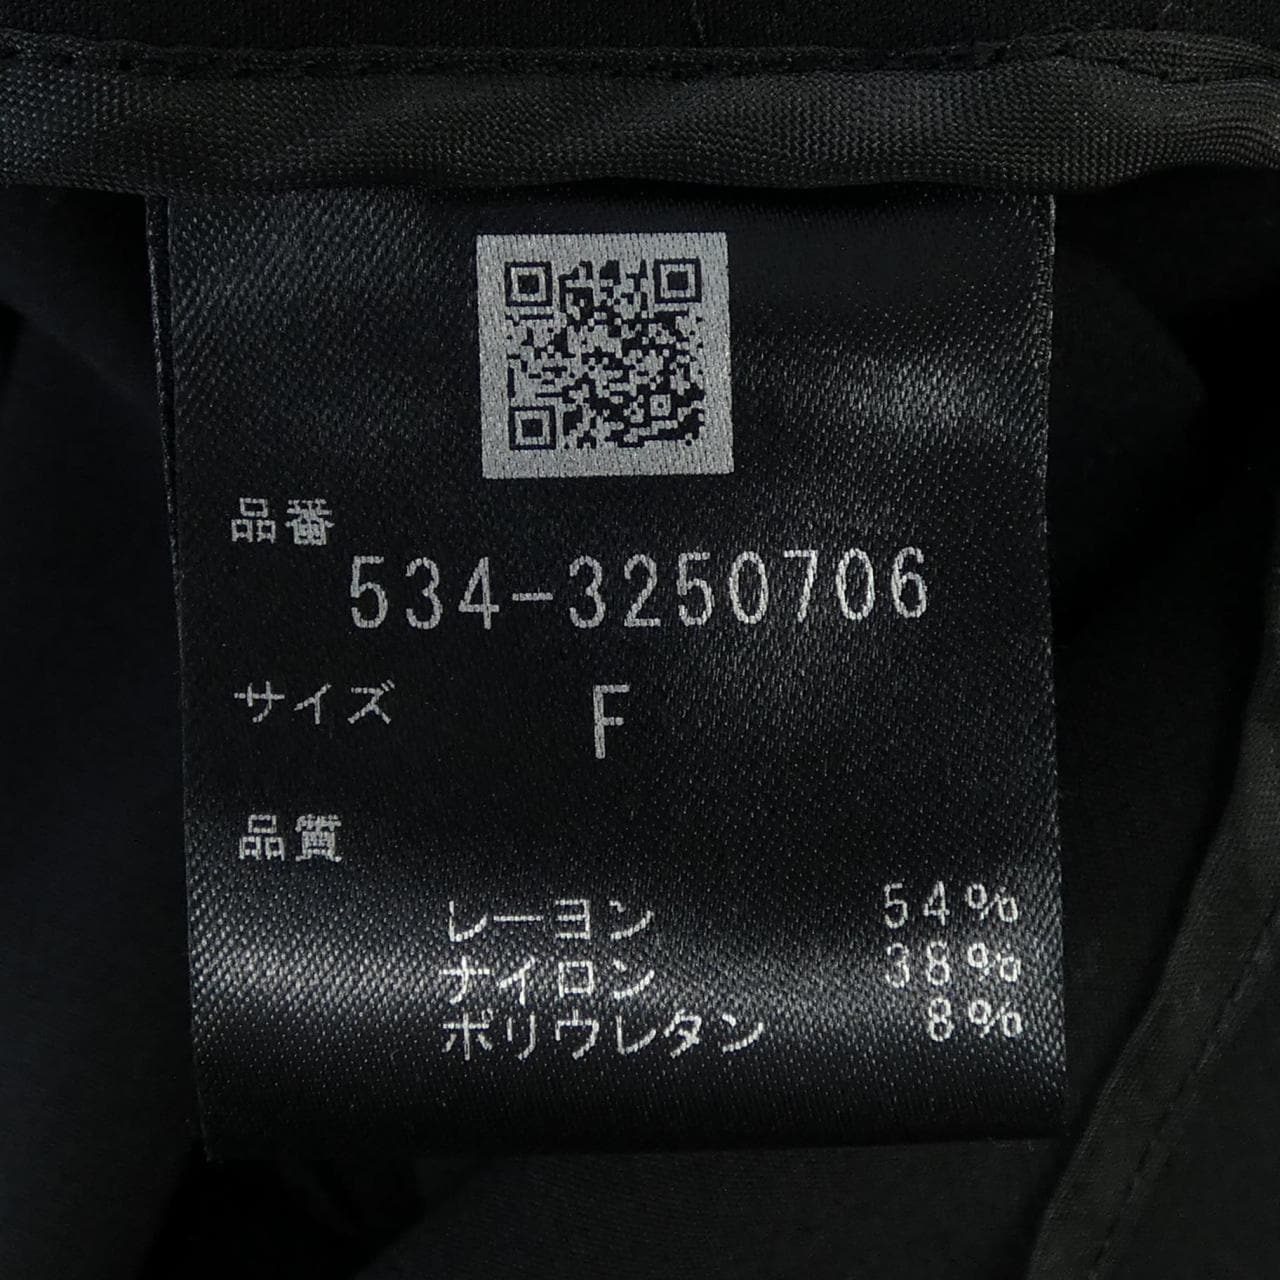 品番
534-3250706
サイズ F
品質
レーヨン 54%
ナイロン 38%
ポリウレタン 8%